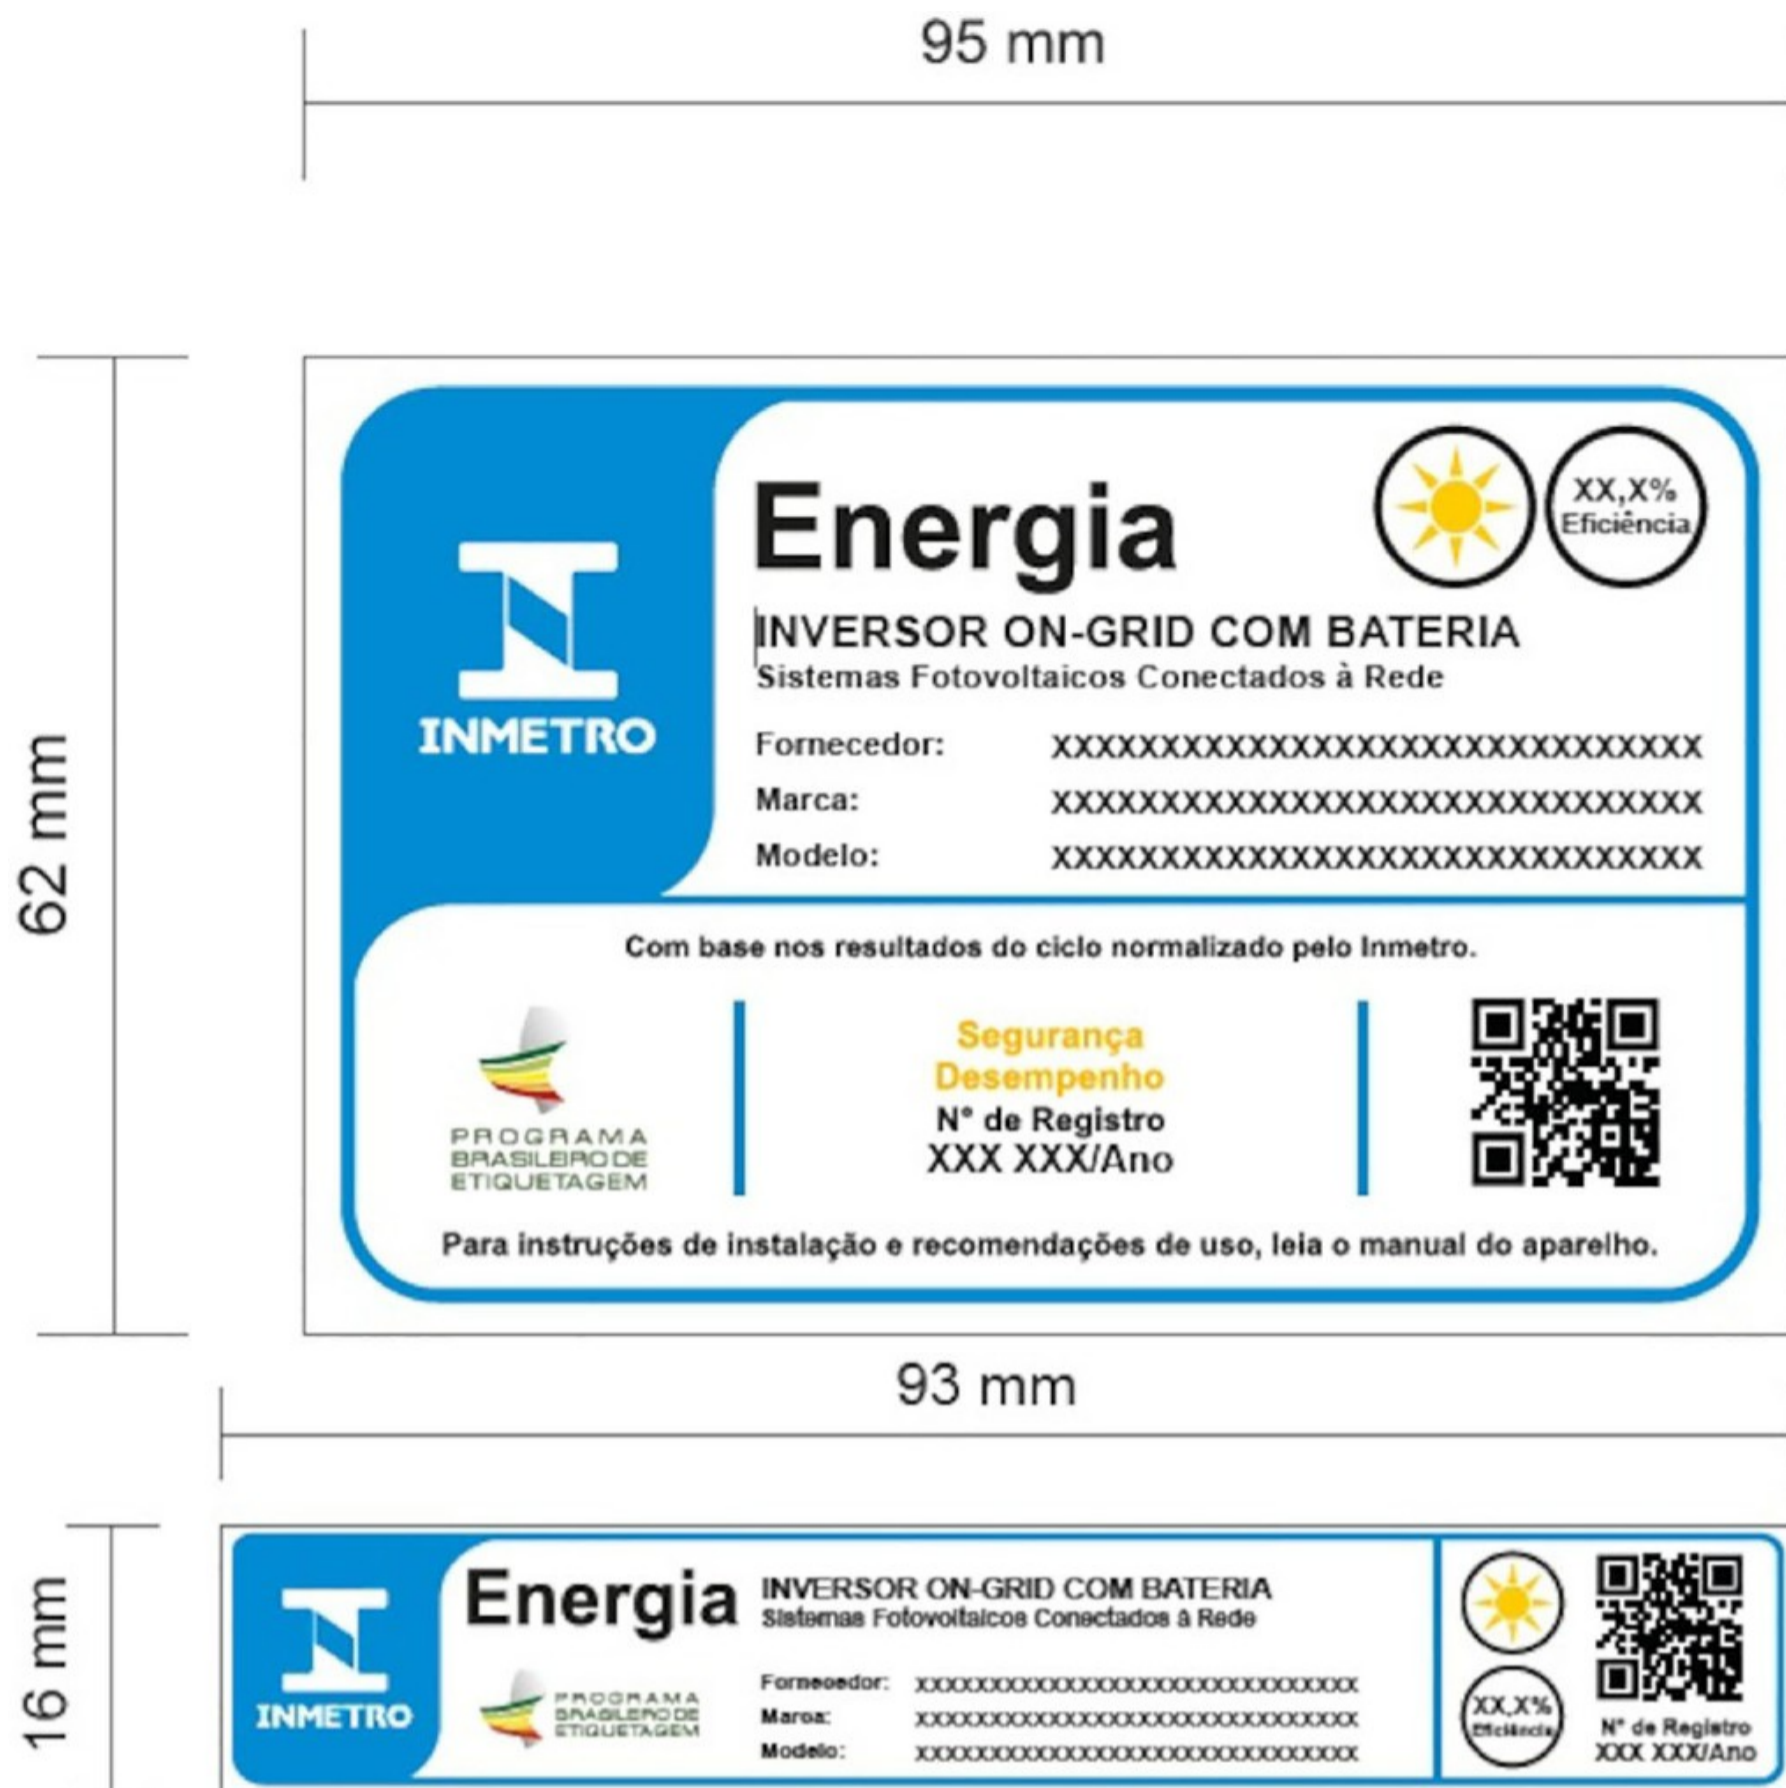 95 mm
62 mm
INMETRO
Energia
XX,X%
Eficiência
INVERSOR ON-GRID COM BATERIA
Sistemas Fotovoltaicos Conectados à Rede
Fornecedor: XXXXXXXXXXXXXXXXXXXXXXXXXXXXXX
Marca: XXXXXXXXXXXXXXXXXXXXXXXXXXXXXX
Modelo: XXXXXXXXXXXXXXXXXXXXXXXXXXXXXX
Com base nos resultados do ciclo normalizado pelo Inmetro.
PROGRAMA
BRASILEIRO DE
ETIQUETAGEM
Segurança
Desempenho
N° de Registro
XXX XXX/Ano
Para instruções de instalação e recomendações de uso, leia o manual do aparelho.
93 mm
16 mm
INMETRO
Energia
INVERSOR ON-GRID COM BATERIA
Sistemas Fotovoltaicos Conectados à Rede
PROGRAMA
BRASILEIRO DE
ETIQUETAGEM
Fornecedor: XXXXXXXXXXXXXXXXXXXXXXXXXXXXXX
Marca: XXXXXXXXXXXXXXXXXXXXXXXXXXXXXX
Modelo: XXXXXXXXXXXXXXXXXXXXXXXXXXXXXX
XX,X%
Eficiência
N° de Registro
XXX XXX/Ano